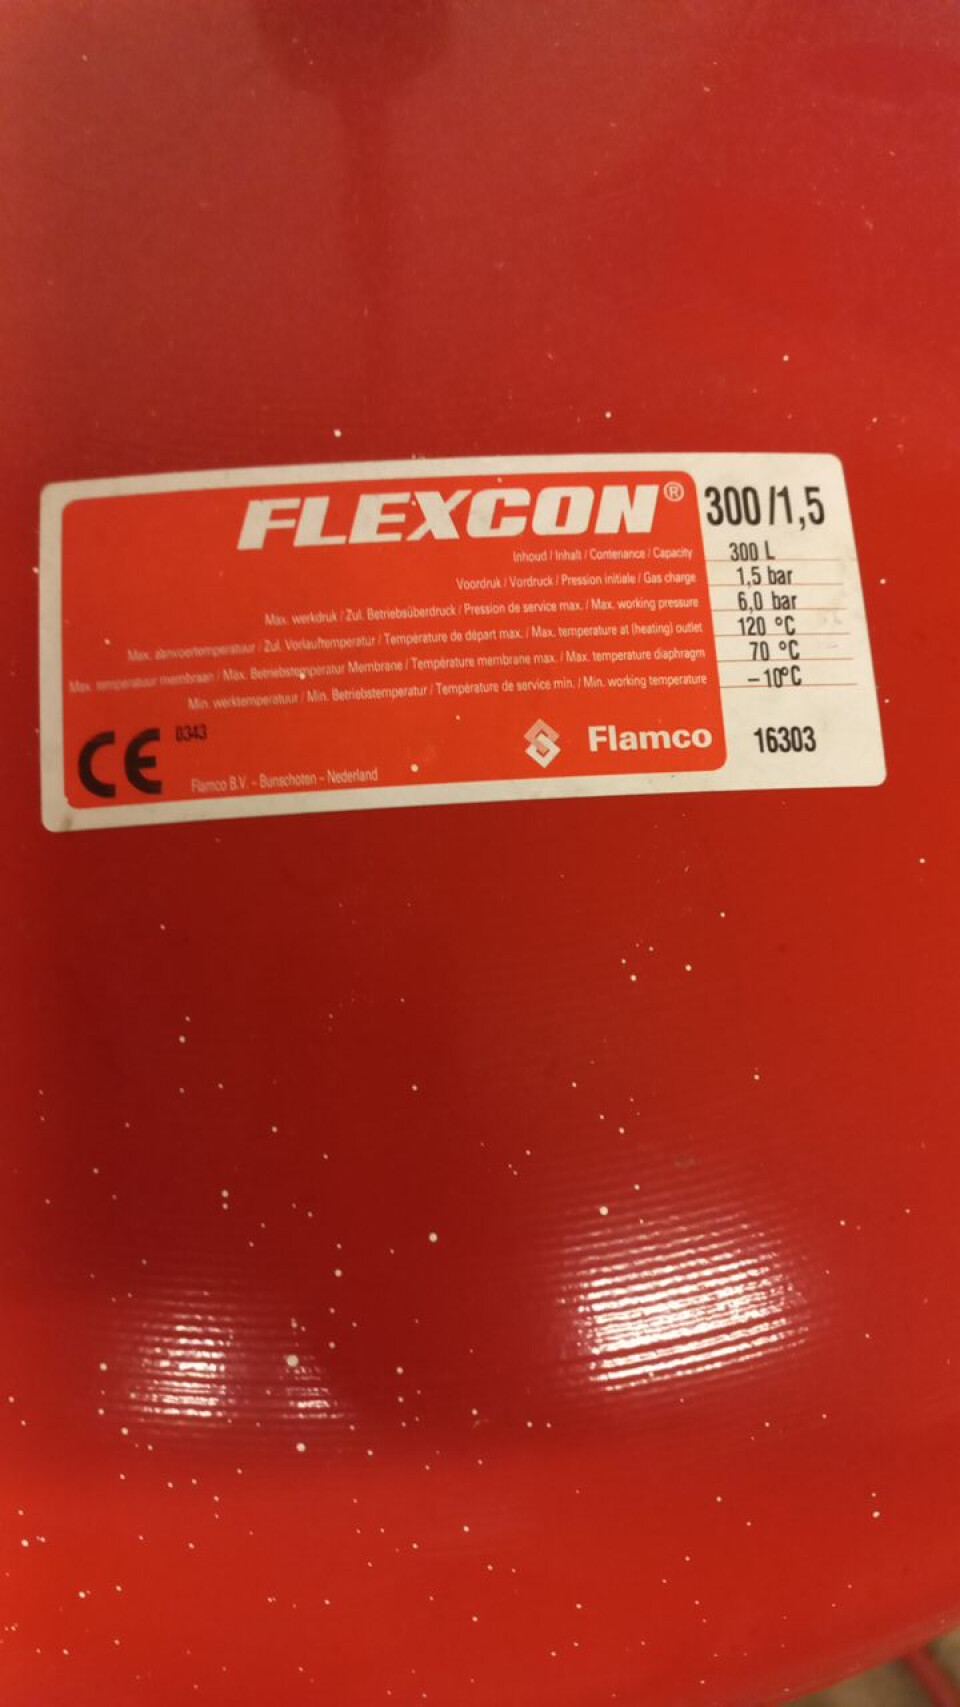 FLEXCON® 300/1,5
Inhoud / Inhalt / Contenance / Capacity 300 L
Voordruk / Vordruck / Pression initiale / Gas charge 1,5 bar
Max. werkdruk / Zul. Betriebsüberdruck / Pression de service max. / Max. working pressure 6,0 bar
Max. aanvoertemperatuur / Zul. Vorlauftemperatur / Température de départ max. / Max. temperature at (heating) outlet 120 °C
Max. temperatuur membraan / Max. Betriebstemperatur Membrane / Température membrane max. / Max. temperature diaphragm 70 °C
Min. werktemperatuur / Min. Betriebstemperatur / Température de service min. / Min. working temperature –10°C
CE 0343
Flamco 16303
Flamco B.V. – Bunschoten – Nederland